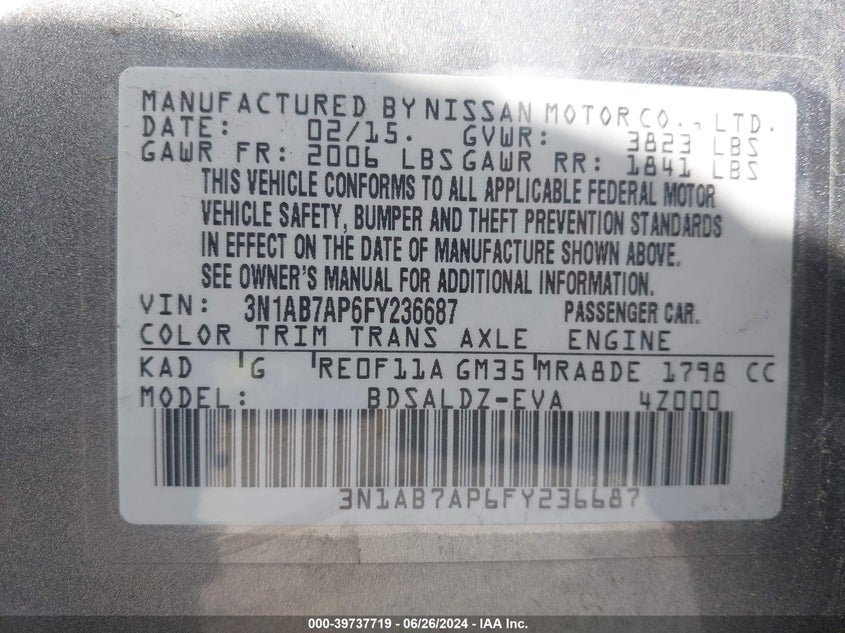 MANUFACTURED BY NISSAN MOTOR CO., LTD.
DATE: 02/15. GVWR: 3823 LBS
GAWR FR: 2006 LBS GAWR RR: 1841 LBS
THIS VEHICLE CONFORMS TO ALL APPLICABLE FEDERAL MOTOR
VEHICLE SAFETY, BUMPER AND THEFT PREVENTION STANDARDS
IN EFFECT ON THE DATE OF MANUFACTURE SHOWN ABOVE.
SEE OWNER'S MANUAL FOR ADDITIONAL INFORMATION.
VIN: 3N1AB7AP6FY236687 PASSENGER CAR.
COLOR TRIM TRANS AXLE ENGINE
KAD G RE0F11A GM35 MRA8DE 1798 CC
MODEL: BDSALDZ-EVA 4Z000
3N1AB7AP6FY236687
000-39737719 - 06/26/2024 - IAA Inc.